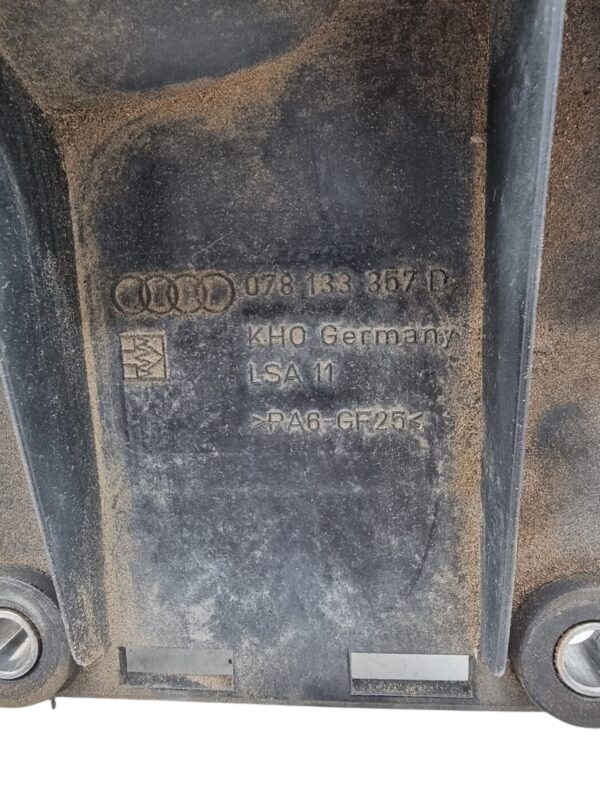 078 133 357 D
KHO Germany
LSA 11
>PA6-GF25<